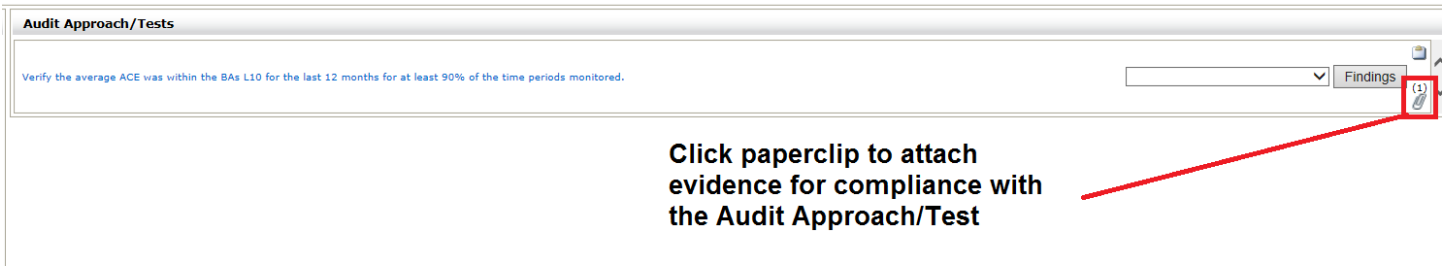 Audit Approach/Tests
Verify the average ACE was within the BAs L10 for the last 12 months for at least 90% of the time periods monitored.
Findings
(1)
Click paperclip to attach
evidence for compliance with
the Audit Approach/Test